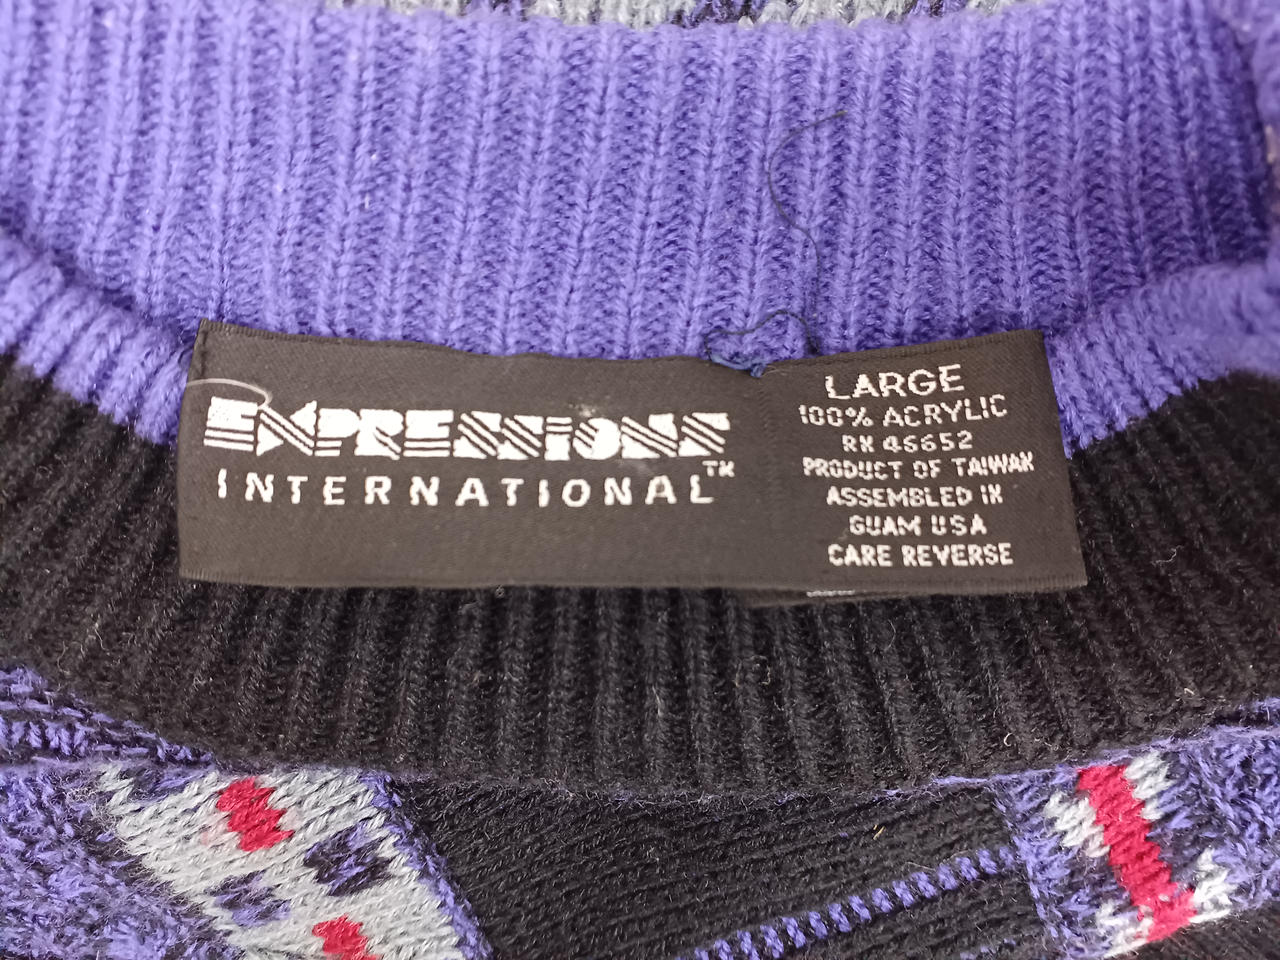 EXPRESSIONS
INTERNATIONAL™
LARGE
100% ACRYLIC
RN 46652
PRODUCT OF TAIWAN
ASSEMBLED IN
GUAM USA
CARE REVERSE